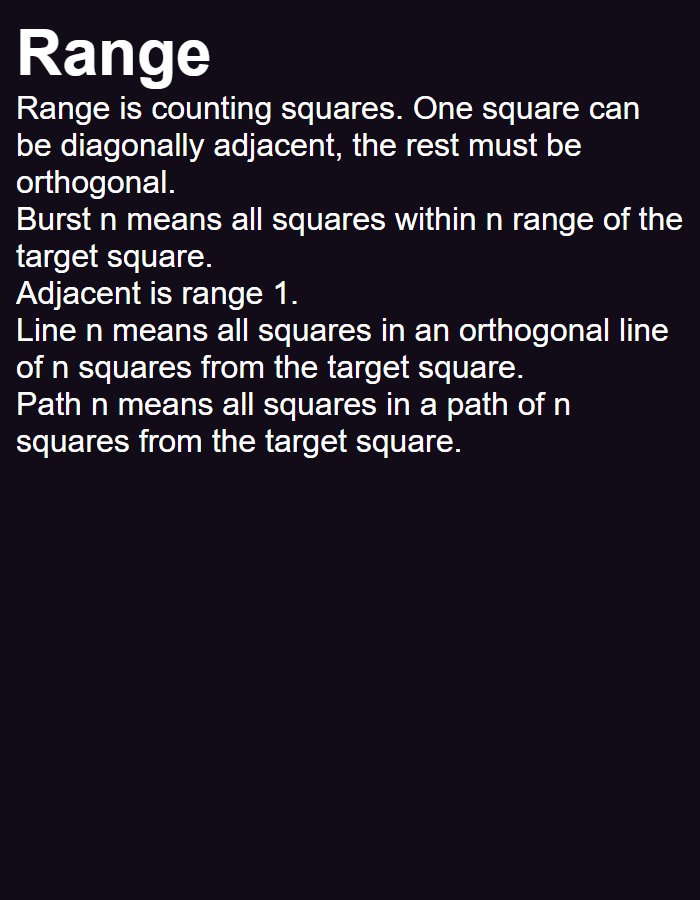 Range
Range is counting squares. One square can
be diagonally adjacent, the rest must be
orthogonal.
Burst n means all squares within n range of the
target square.
Adjacent is range 1.
Line n means all squares in an orthogonal line
of n squares from the target square.
Path n means all squares in a path of n
squares from the target square.